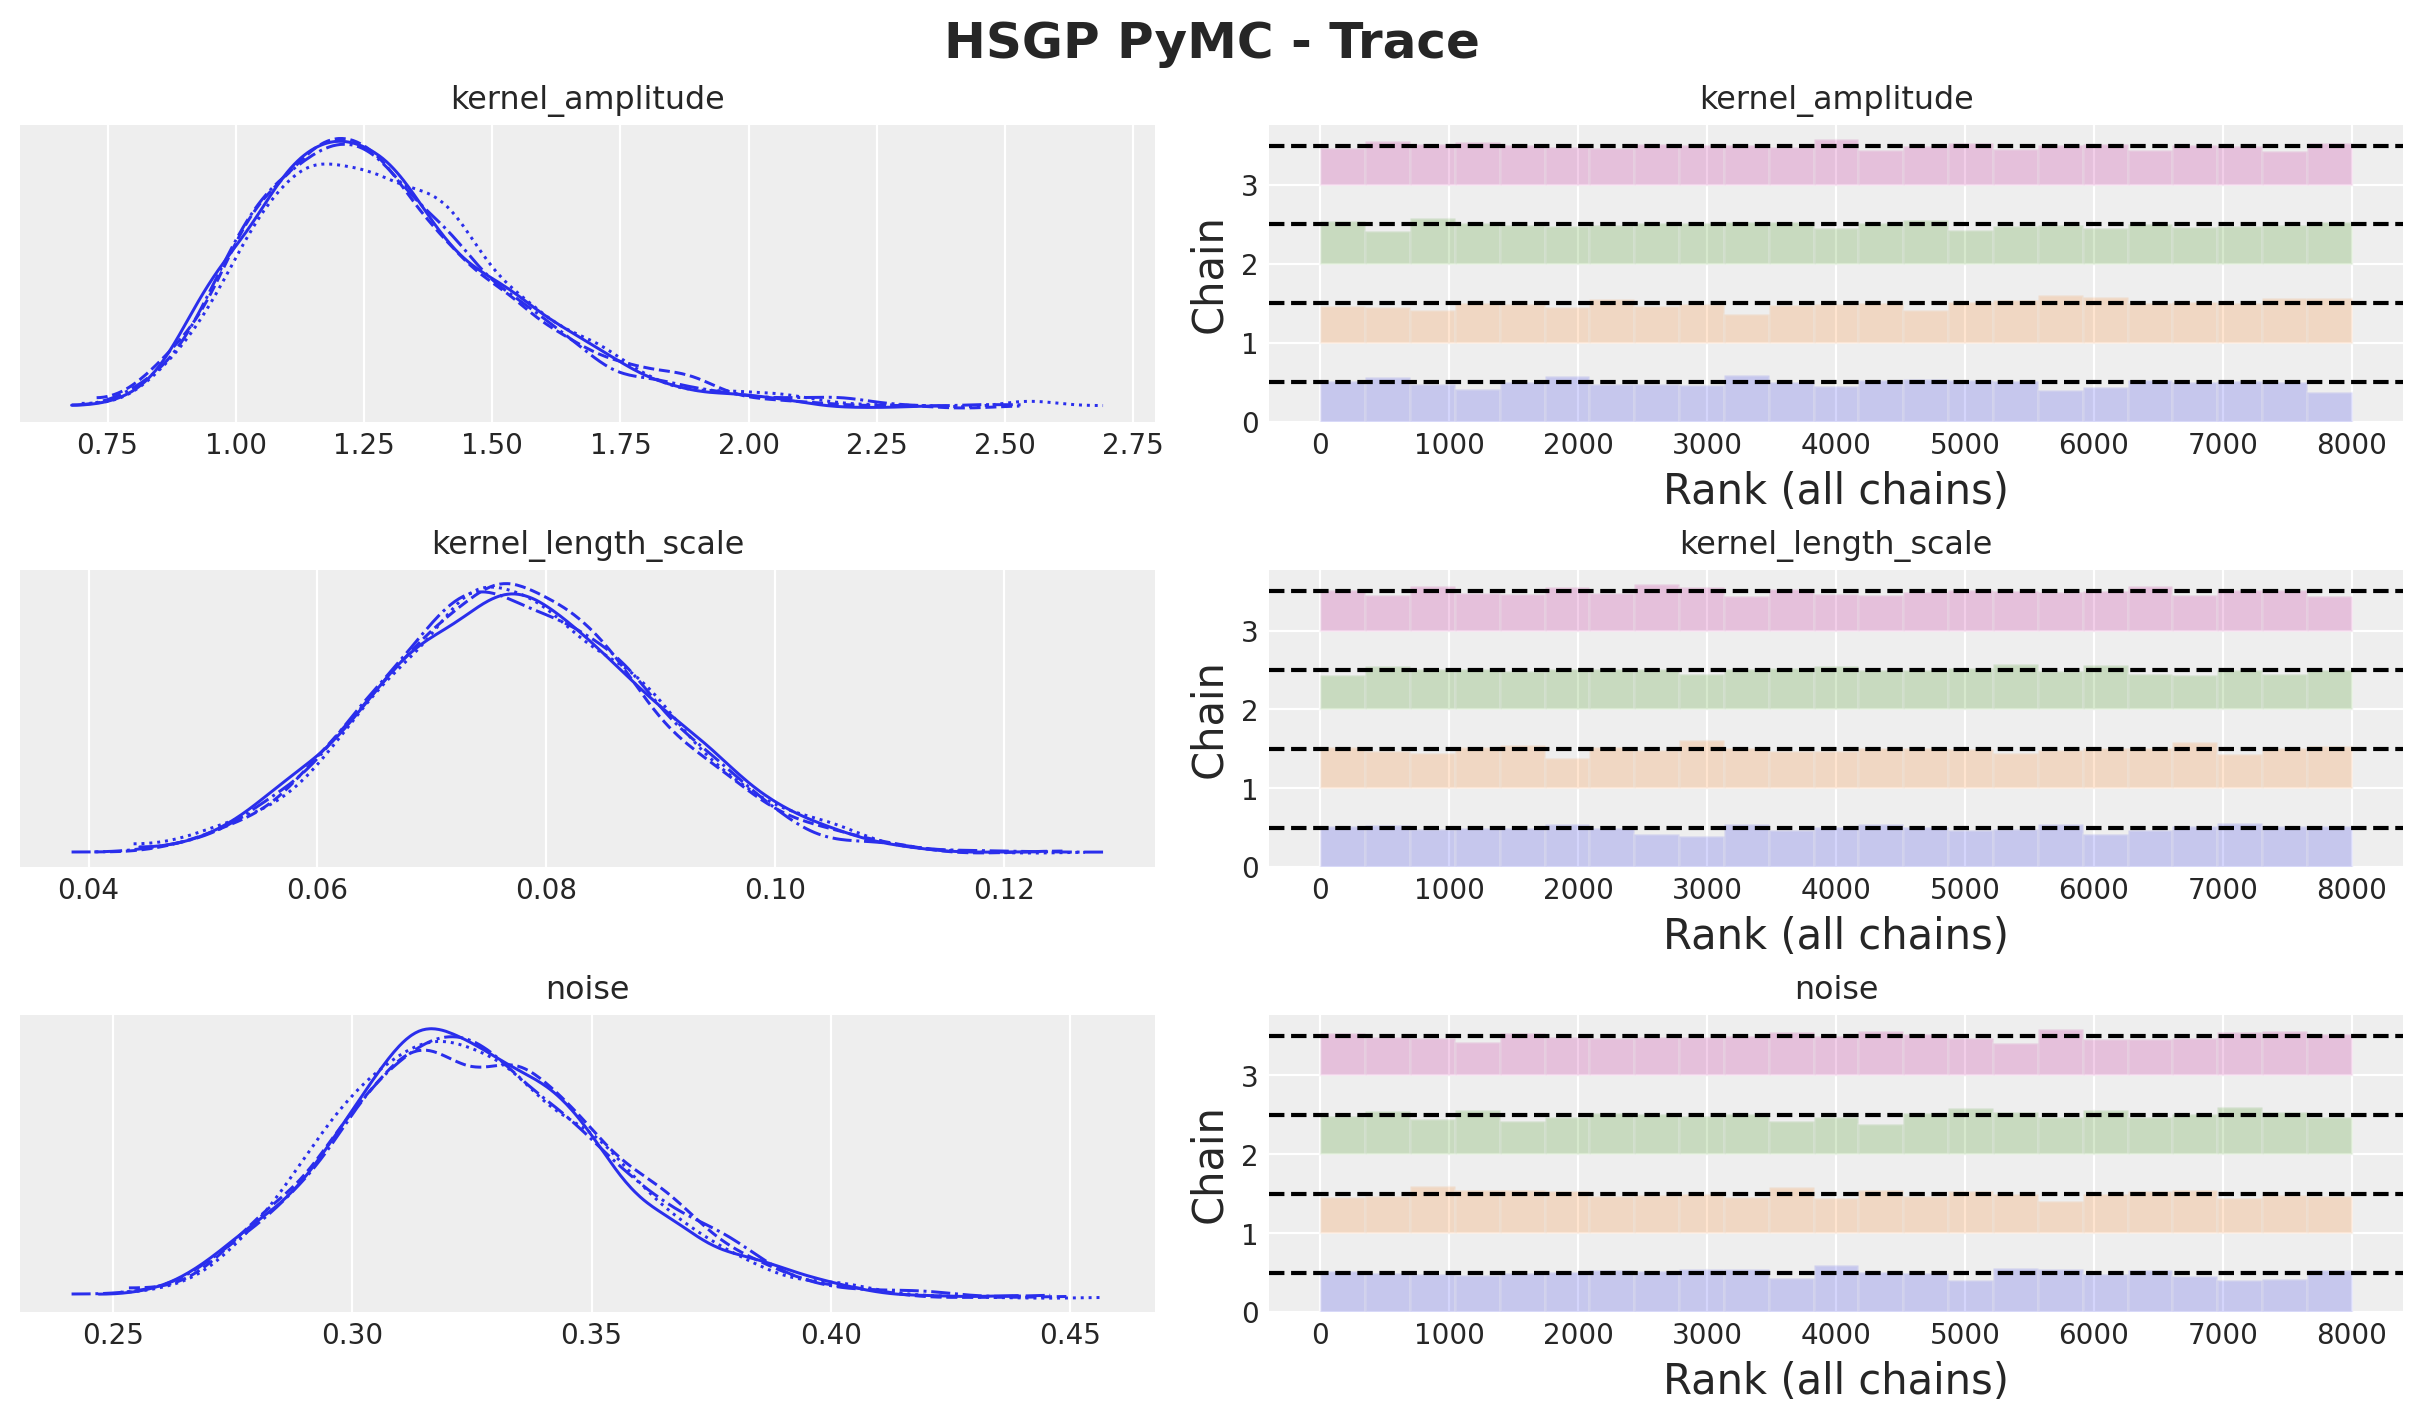 HSGP PyMC - Trace
kernel_amplitude
0.75 1.00 1.25 1.50 1.75 2.00 2.25 2.50 2.75
kernel_amplitude
Chain
3
2
1
0
0 1000 2000 3000 4000 5000 6000 7000 8000
Rank (all chains)
kernel_length_scale
0.04 0.06 0.08 0.10 0.12
kernel_length_scale
Chain
3
2
1
0
0 1000 2000 3000 4000 5000 6000 7000 8000
Rank (all chains)
noise
0.25 0.30 0.35 0.40 0.45
noise
Chain
3
2
1
0
0 1000 2000 3000 4000 5000 6000 7000 8000
Rank (all chains)